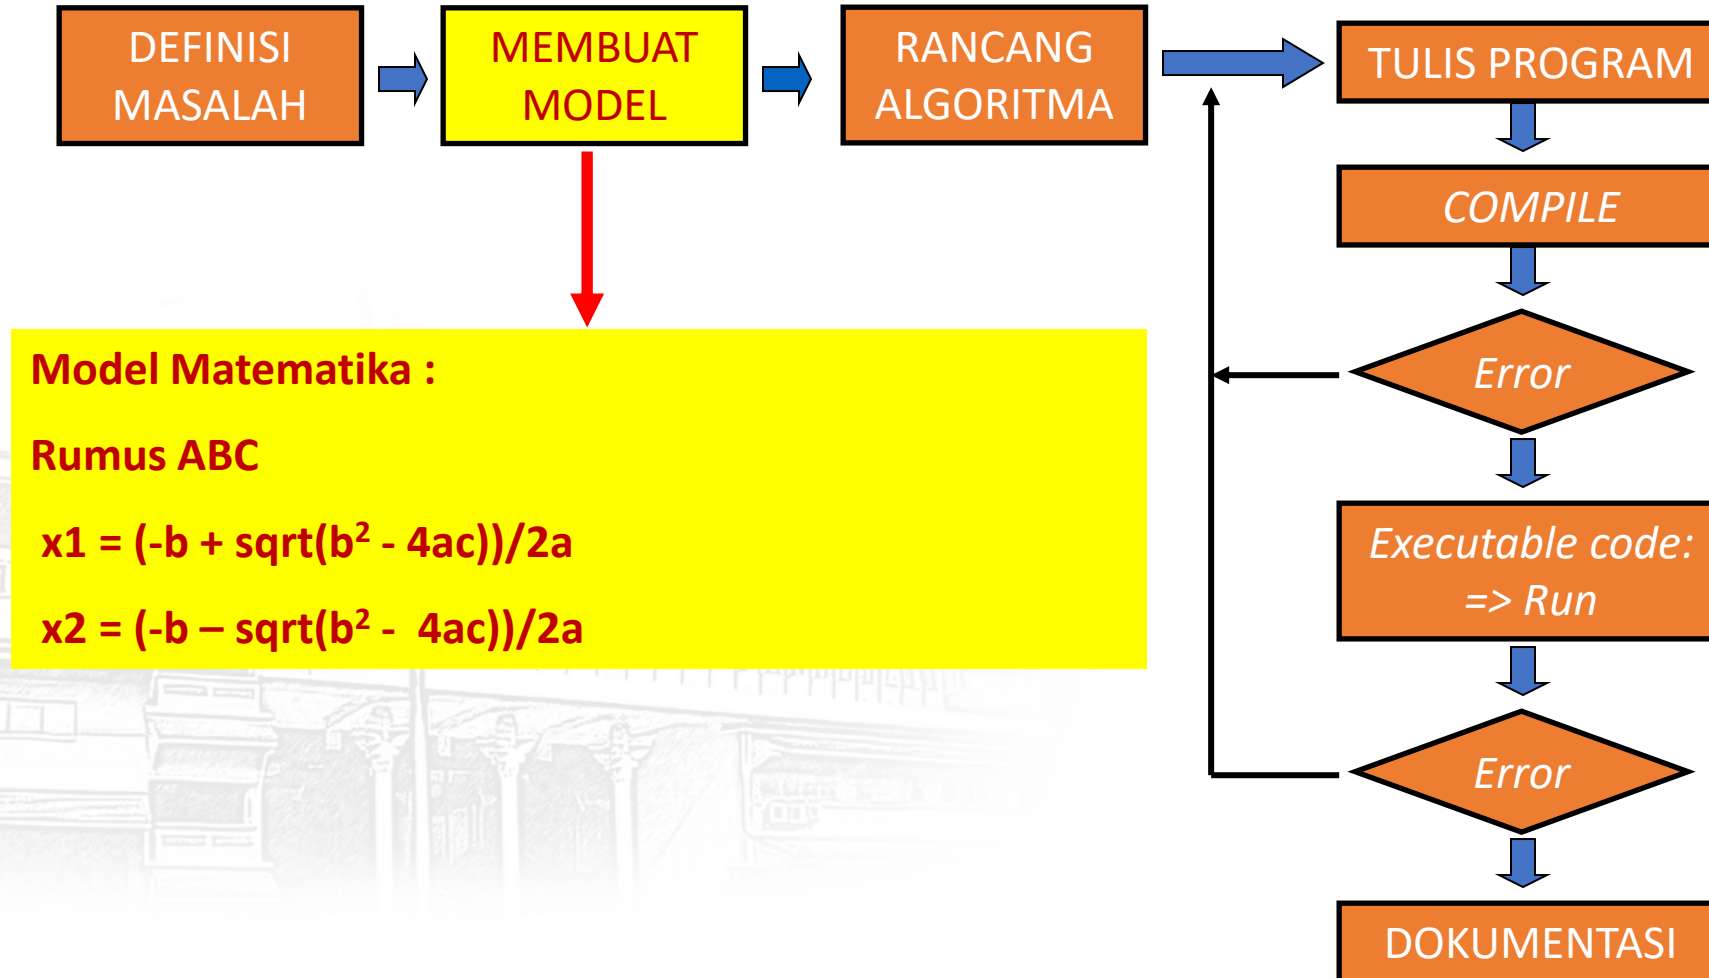 DEFINISI
MASALAH
MEMBUAT
MODEL
RANCANG
ALGORITMA
TULIS PROGRAM
COMPILE
Error
Executable code:
=> Run
Error
DOKUMENTASI
Model Matematika :
Rumus ABC
x1 = (-b + sqrt(b² - 4ac))/2a
x2 = (-b – sqrt(b² - 4ac))/2a